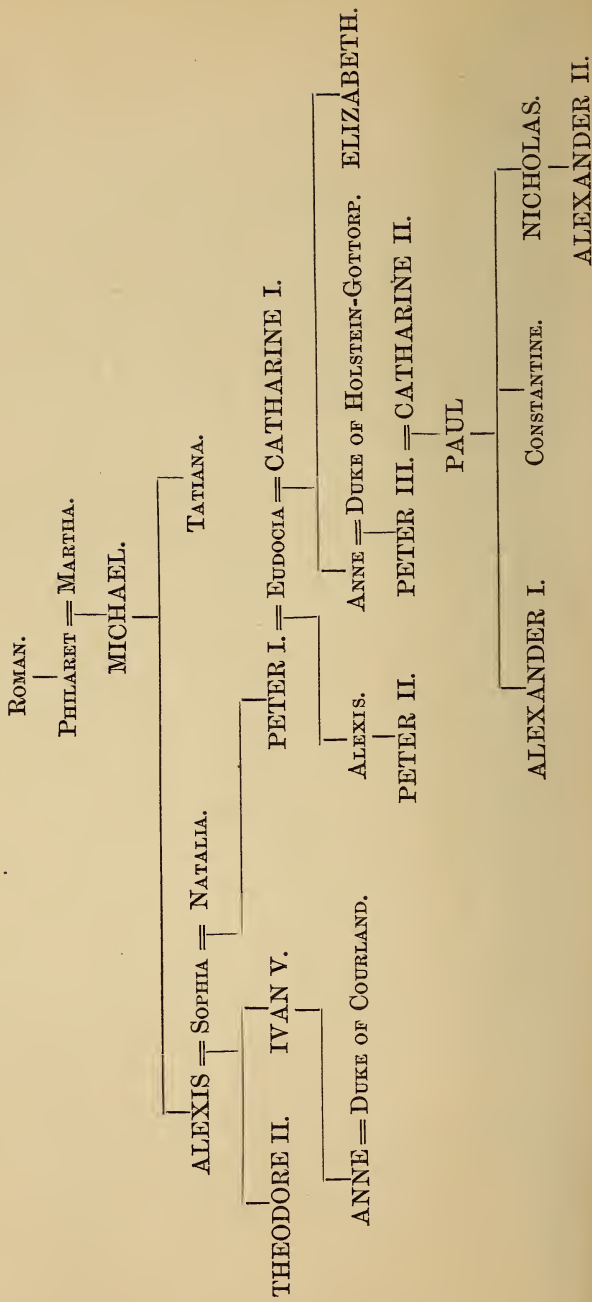 ROMAN.
PHILARET = MARTHA.
MICHAEL.
TATIANA.
ALEXIS = SOPHIA = NATALIA.
THEODORE II. IVAN V. PETER I. = EUDOCIA = CATHARINE I.
ANNE = DUKE OF COURLAND. ALEXIS. ANNE = DUKE OF HOLSTEIN-GOTTORP. ELIZABETH.
PETER II. PETER III. = CATHARINE II.
PAUL
ALEXANDER I. CONSTANTINE. NICHOLAS.
ALEXANDER II.